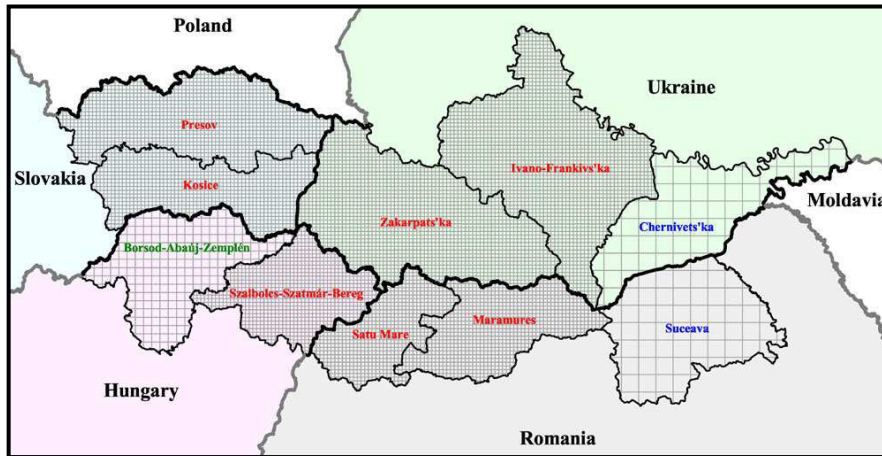 Poland
Ukraine
Presov
Ivano-Frankivs'ka
Slovakia
Kosice
Moldavia
Zakarpats'ka
Chernivets'ka
Borsod-Abaúj-Zemplén
Szalbolcs-Szatmár-Bereg
Maramures
Satu Mare
Suceava
Hungary
Romania